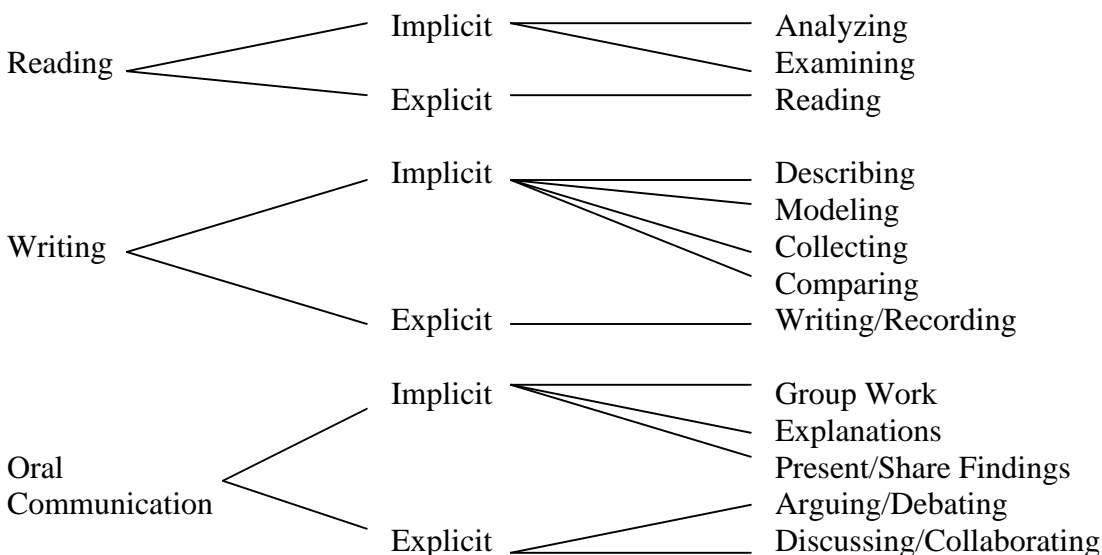 Implicit Analyzing
Reading Examining
Explicit Reading
Implicit Describing
Modeling
Writing Collecting
Comparing
Explicit Writing/Recording
Implicit Group Work
Explanations
Oral Present/Share Findings
Communication Arguing/Debating
Explicit Discussing/Collaborating